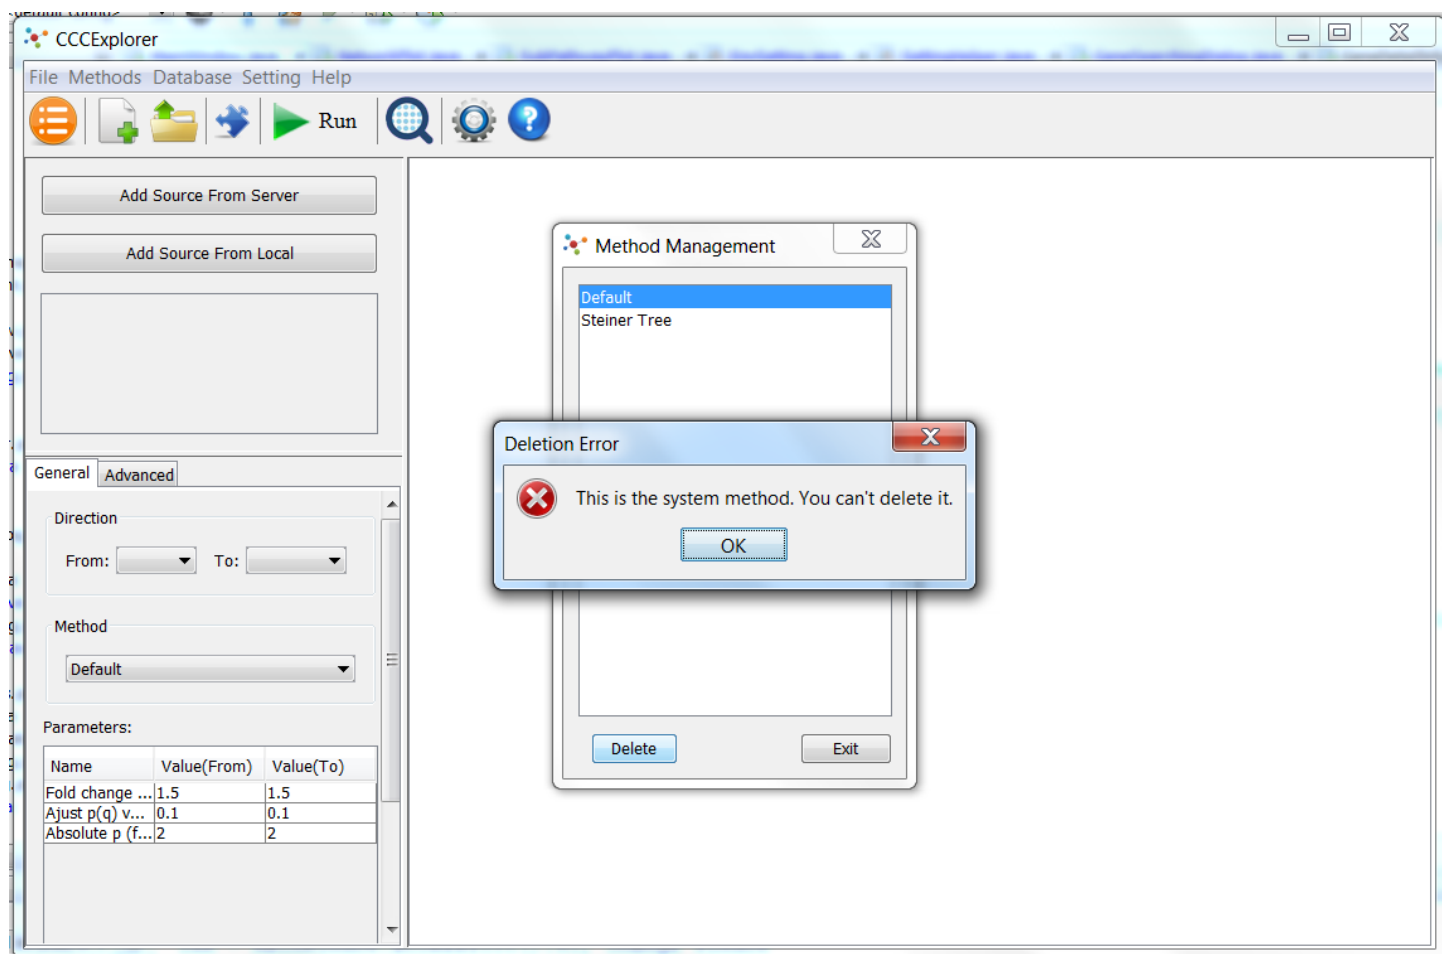 CCCExplorer
File Methods Database Setting Help
Run
Add Source From Server
Add Source From Local
General Advanced
Direction
From: To:
Method
Default
Parameters:
Name Value(From) Value(To)
Fold change ... 1.5 1.5
Ajust p(q) v... 0.1 0.1
Absolute p (f... 2 2
Method Management
Default
Steiner Tree
Deletion Error
This is the system method. You can't delete it.
OK
Delete Exit